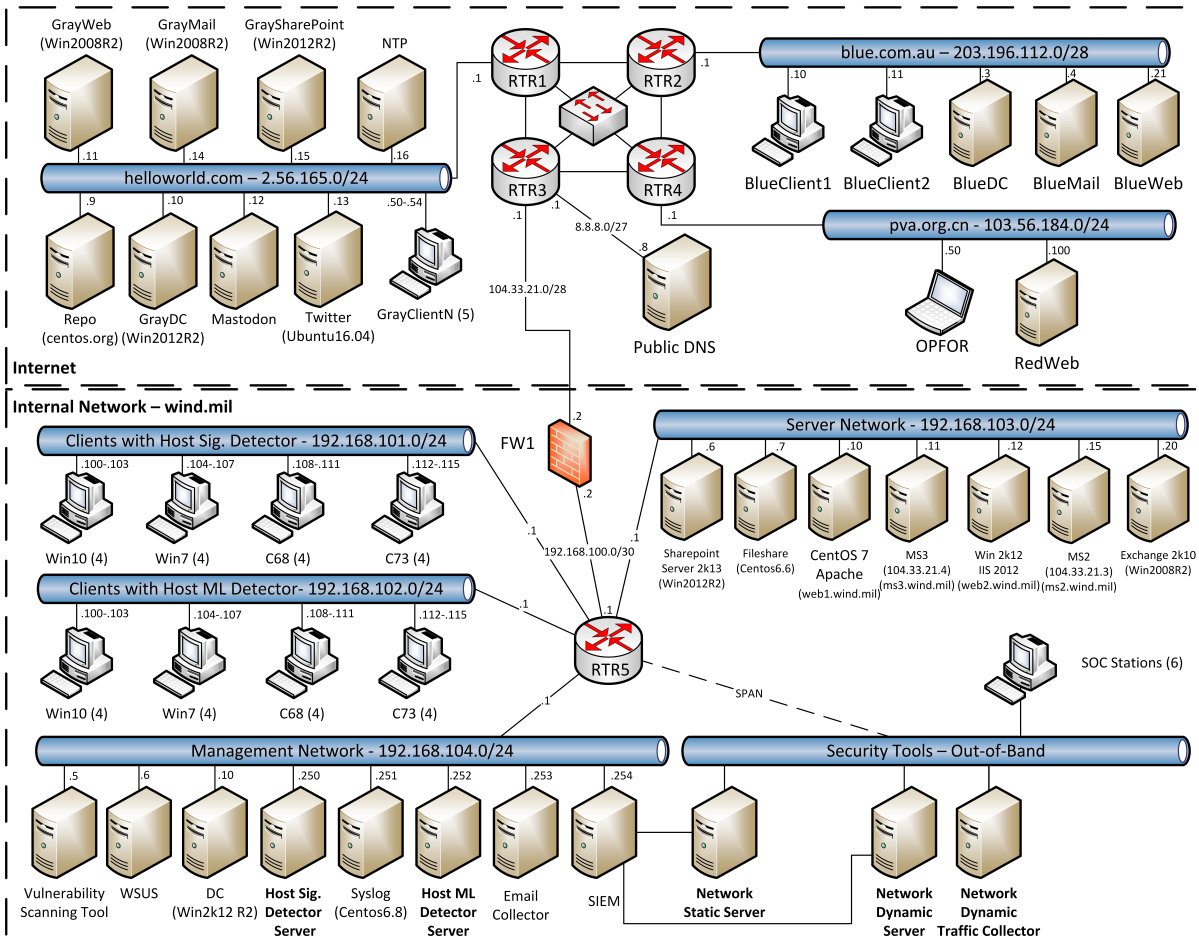 GrayWeb
(Win2008R2)
GrayMail
(Win2008R2)
GraySharePoint
(Win2012R2)
NTP
.11
.14
.15
.16
helloworld.com – 2.56.165.0/24
.9
.10
.12
.13
.50-.54
Repo
(centos.org)
GrayDC
(Win2012R2)
Mastodon
Twitter
(Ubuntu16.04)
GrayClientN (5)
Internet
.1
RTR1
RTR2
.1
RTR3
RTR4
.1
.1
.1
8.8.8.0/27
.8
Public DNS
104.33.21.0/28
blue.com.au – 203.196.112.0/28
.10
.11
.3
.4
.21
BlueClient1
BlueClient2
BlueDC
BlueMail
BlueWeb
pva.org.cn - 103.56.184.0/24
.50
.100
OPFOR
RedWeb
Internal Network – wind.mil
Clients with Host Sig. Detector - 192.168.101.0/24
.100-.103
.104-.107
.108-.111
.112-.115
Win10 (4)
Win7 (4)
C68 (4)
C73 (4)
Clients with Host ML Detector- 192.168.102.0/24
.100-.103
.104-.107
.108-.111
.112-.115
Win10 (4)
Win7 (4)
C68 (4)
C73 (4)
.2
FW1
.2
192.168.100.0/30
.1
.1
.1
.1
.1
RTR5
SPAN
Server Network - 192.168.103.0/24
.6
.7
.10
.11
.12
.15
.20
Sharepoint
Server 2k13
(Win2012R2)
Fileshare
(Centos6.6)
CentOS 7
Apache
(web1.wind.mil)
MS3
(104.33.21.4)
(ms3.wind.mil)
Win 2k12
IIS 2012
(web2.wind.mil)
MS2
(104.33.21.3)
(ms2.wind.mil)
Exchange 2k10
(Win2008R2)
SOC Stations (6)
Management Network - 192.168.104.0/24
.5
.6
.10
.250
.251
.252
.253
.254
Vulnerability
Scanning Tool
WSUS
DC
(Win2k12 R2)
Host Sig.
Detector
Server
Syslog
(Centos6.8)
Host ML
Detector
Server
Email
Collector
SIEM
Security Tools – Out-of-Band
Network
Static Server
Network
Dynamic
Server
Network
Dynamic
Traffic Collector